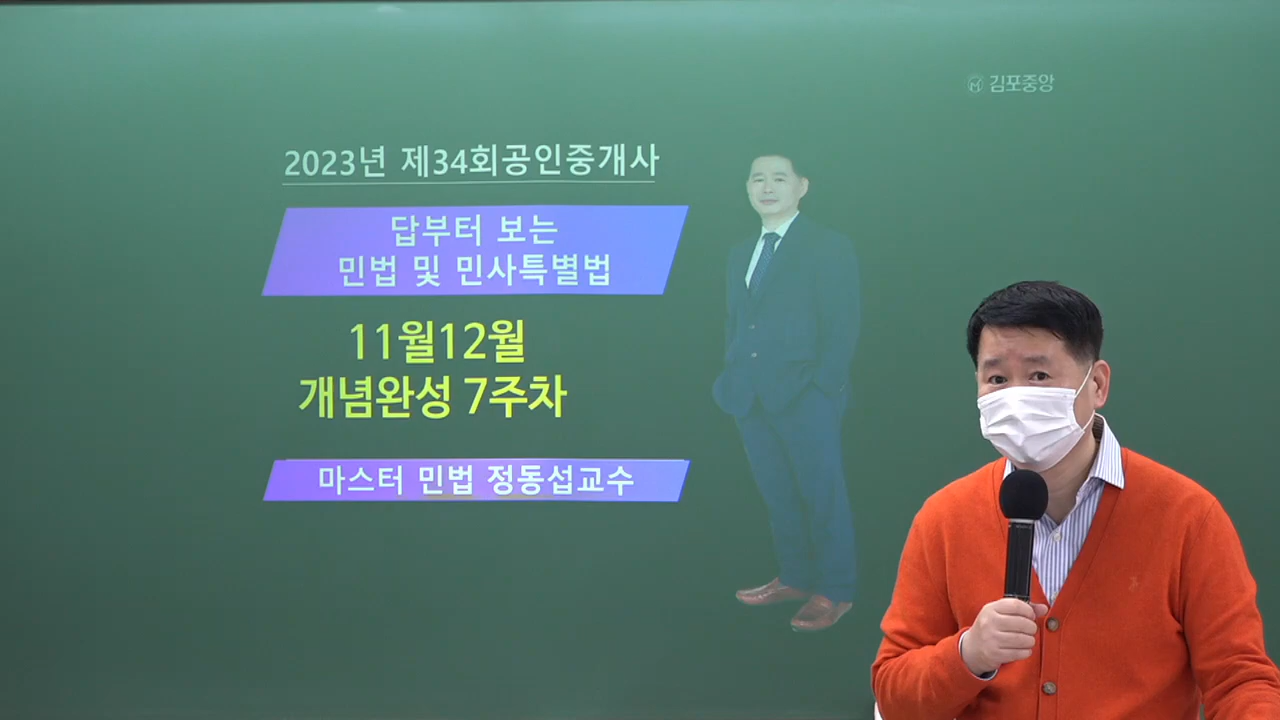 김포중앙
2023년 제34회공인중개사
답부터 보는
민법 및 민사특별법
11월12월
개념완성 7주차
마스터 민법 정동섭교수